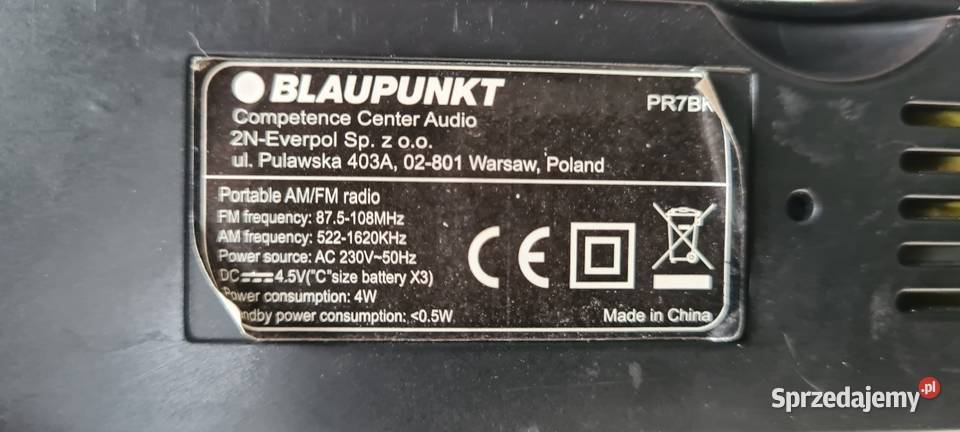 BLAUPUNKT
PR7BK
Competence Center Audio
2N-Everpol Sp. z o.o.
ul. Pulawska 403A, 02-801 Warsaw, Poland
Portable AM/FM radio
FM frequency: 87.5-108MHz
AM frequency: 522-1620KHz
Power source: AC 230V~50Hz
DC⎓4.5V("C"size battery X3)
Power consumption: 4W
andby power consumption: <0.5W
CE
Made in China
Sprzedajemy.pl